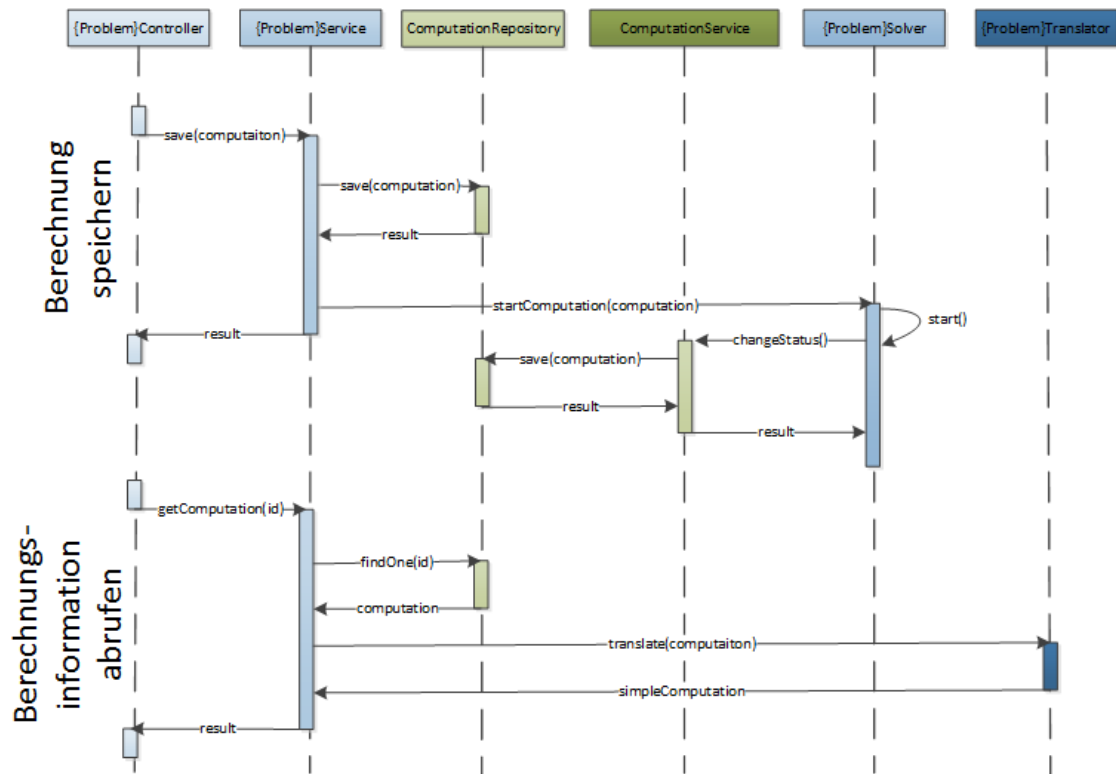 {Problem}Controller
{Problem}Service
ComputationRepository
ComputationService
{Problem}Solver
{Problem}Translator
Berechnung
speichern
save(computaiton)
save(computation)
result
startComputation(computation)
start()
result
changeStatus()
save(computation)
result
result
Berechnungs-
information
abrufen
getComputation(id)
findOne(id)
computation
translate(computaiton)
simpleComputation
result